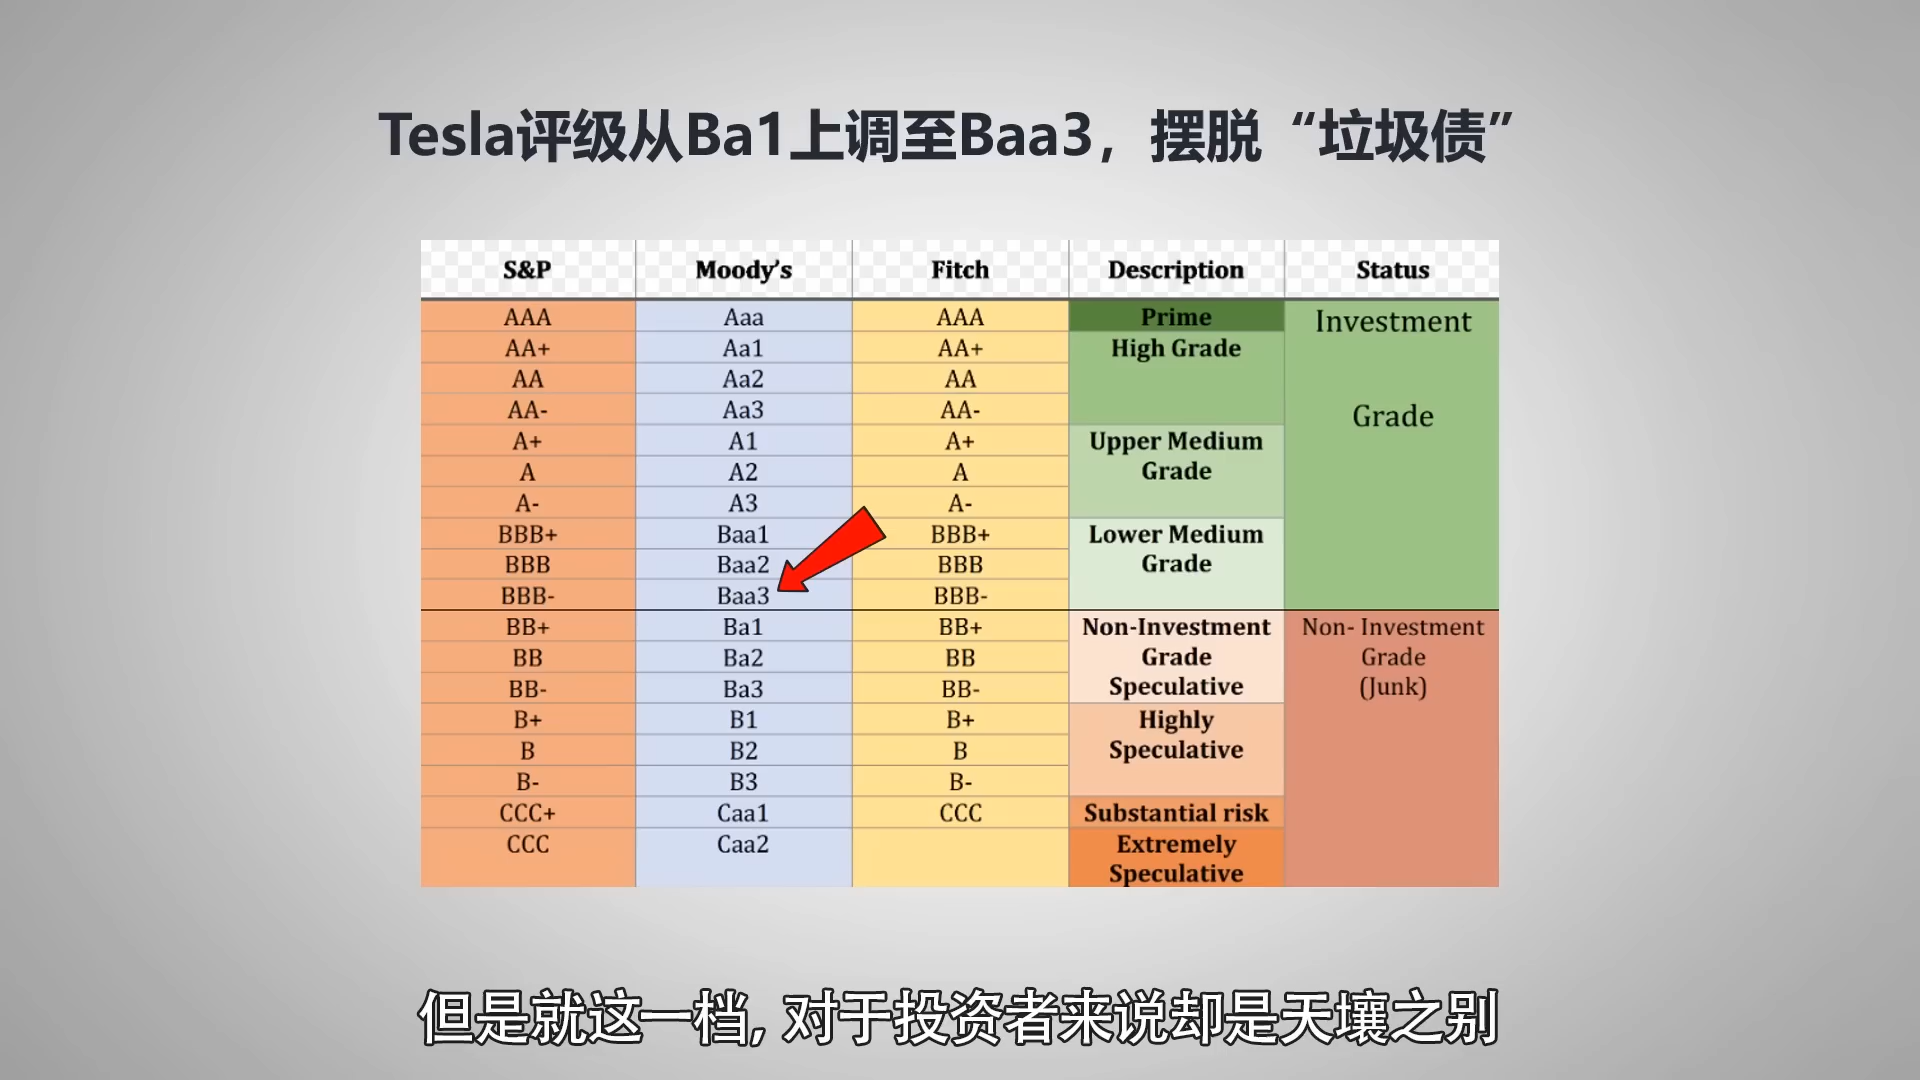 Tesla评级从Ba1上调至Baa3，摆脱“垃圾债”
S&P Moody’s Fitch Description Status
AAA Aaa AAA Prime Investment
AA+ Aa1 AA+ High Grade
AA Aa2 AA
AA- Aa3 AA- Grade
A+ A1 A+ Upper Medium
A A2 A Grade
A- A3 A-
BBB+ Baa1 BBB+ Lower Medium
BBB Baa2 BBB Grade
BBB- Baa3 BBB-
BB+ Ba1 BB+ Non-Investment Non- Investment
BB Ba2 BB Grade Grade
BB- Ba3 BB- Speculative (Junk)
B+ B1 B+ Highly
B B2 B Speculative
B- B3 B-
CCC+ Caa1 CCC Substantial risk
CCC Caa2 Extremely
Speculative
但是就这一档,对于投资者来说却是天壤之别